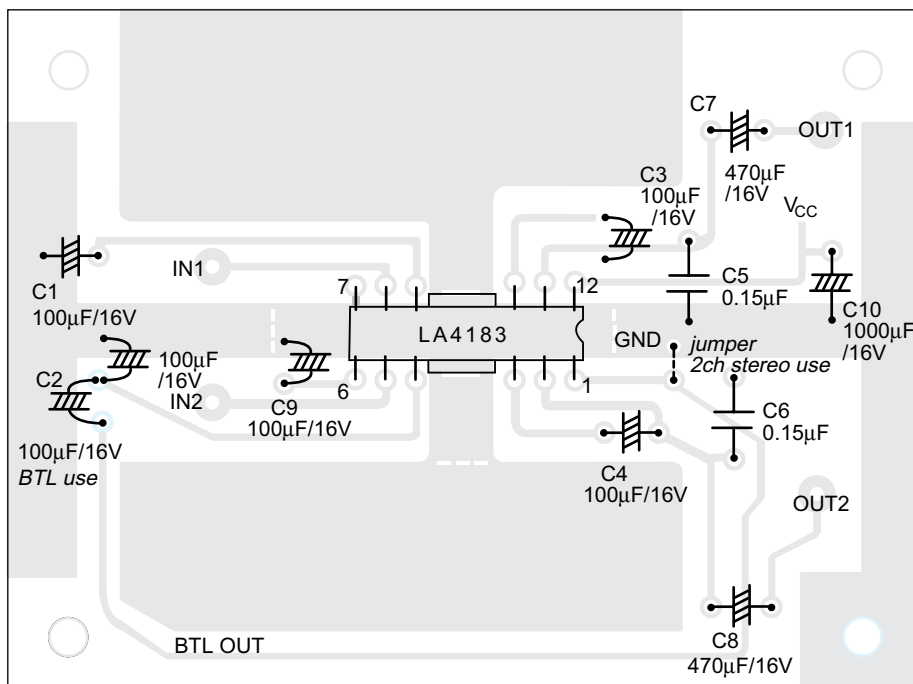 C7
OUT1
470µF
/16V
C3
100µF
/16V
VCC
IN1
C1
100µF/16V
7
12
C5
0.15µF
C10
1000µF
/16V
LA4183
GND
jumper
2ch stereo use
C2
100µF
/16V
IN2
6
1
C9
100µF/16V
C6
0.15µF
100µF/16V
BTL use
C4
100µF/16V
OUT2
BTL OUT
C8
470µF/16V